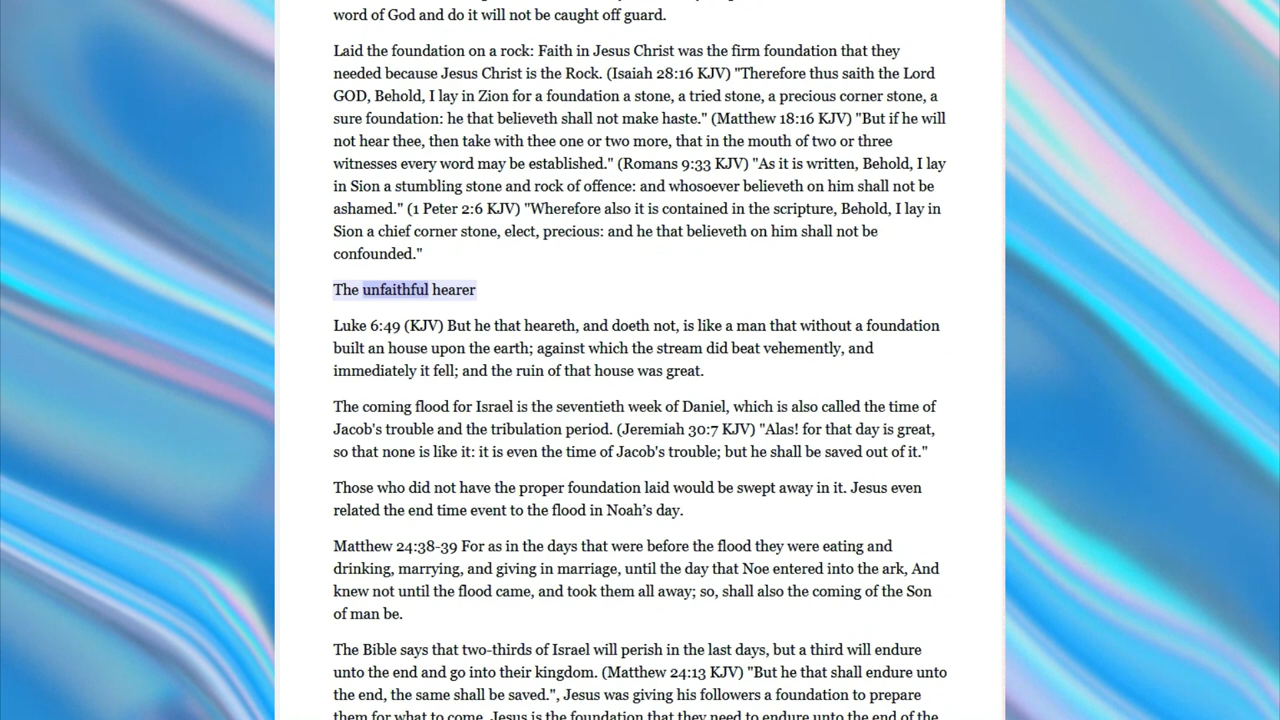 word of God and do it will not be caught off guard.
Laid the foundation on a rock: Faith in Jesus Christ was the firm foundation that they
needed because Jesus Christ is the Rock. (Isaiah 28:16 KJV) "Therefore thus saith the Lord
GOD, Behold, I lay in Zion for a foundation a stone, a tried stone, a precious corner stone, a
sure foundation: he that believeth shall not make haste." (Matthew 18:16 KJV) "But if he will
not hear thee, then take with thee one or two more, that in the mouth of two or three
witnesses every word may be established." (Romans 9:33 KJV) "As it is written, Behold, I lay
in Sion a stumbling stone and rock of offence: and whosoever believeth on him shall not be
ashamed." (1 Peter 2:6 KJV) "Wherefore also it is contained in the scripture, Behold, I lay in
Sion a chief corner stone, elect, precious: and he that believeth on him shall not be
confounded."
The unfaithful hearer
Luke 6:49 (KJV) But he that heareth, and doeth not, is like a man that without a foundation
built an house upon the earth; against which the stream did beat vehemently, and
immediately it fell; and the ruin of that house was great.
The coming flood for Israel is the seventieth week of Daniel, which is also called the time of
Jacob's trouble and the tribulation period. (Jeremiah 30:7 KJV) "Alas! for that day is great,
so that none is like it: it is even the time of Jacob's trouble; but he shall be saved out of it."
Those who did not have the proper foundation laid would be swept away in it. Jesus even
related the end time event to the flood in Noah’s day.
Matthew 24:38-39 For as in the days that were before the flood they were eating and
drinking, marrying, and giving in marriage, until the day that Noe entered into the ark, And
knew not until the flood came, and took them all away; so, shall also the coming of the Son
of man be.
The Bible says that two-thirds of Israel will perish in the last days, but a third will endure
unto the end and go into their kingdom. (Matthew 24:13 KJV) "But he that shall endure unto
the end, the same shall be saved.", Jesus was giving his followers a foundation to prepare
them for what to come. Jesus is the foundation that they need to endure unto the end of the